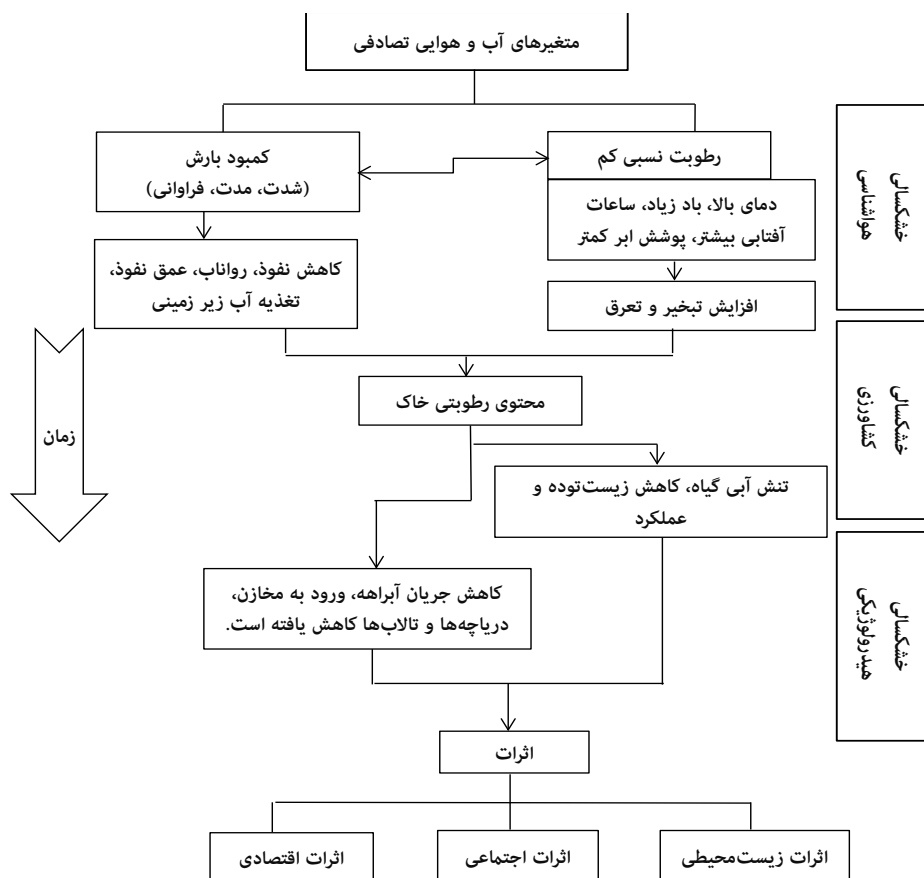 متغیرهای آب و هوایی تصادفی
رطوبت نسبی کم
کمبود بارش
(شدت، مدت، فراوانی)
دمای بالا، باد زیاد، ساعات
آفتابی بیشتر، پوشش ابر کمتر
کاهش نفوذ، رواناب، عمق نفوذ،
تغذیه آب زیر زمینی
افزایش تبخیر و تعرق
خشکسالی
هواشناسی
محتوی رطوبتی خاک
خشکسالی
کشاورزی
زمان
تنش آبی گیاه، کاهش زیست‌توده و
عملکرد
کاهش جریان آبراهه، ورود به مخازن،
دریاچه‌ها و تالاب‌ها کاهش یافته است.
خشکسالی
هیدرولوژیکی
اثرات
اثرات زیست‌محیطی
اثرات اجتماعی
اثرات اقتصادی